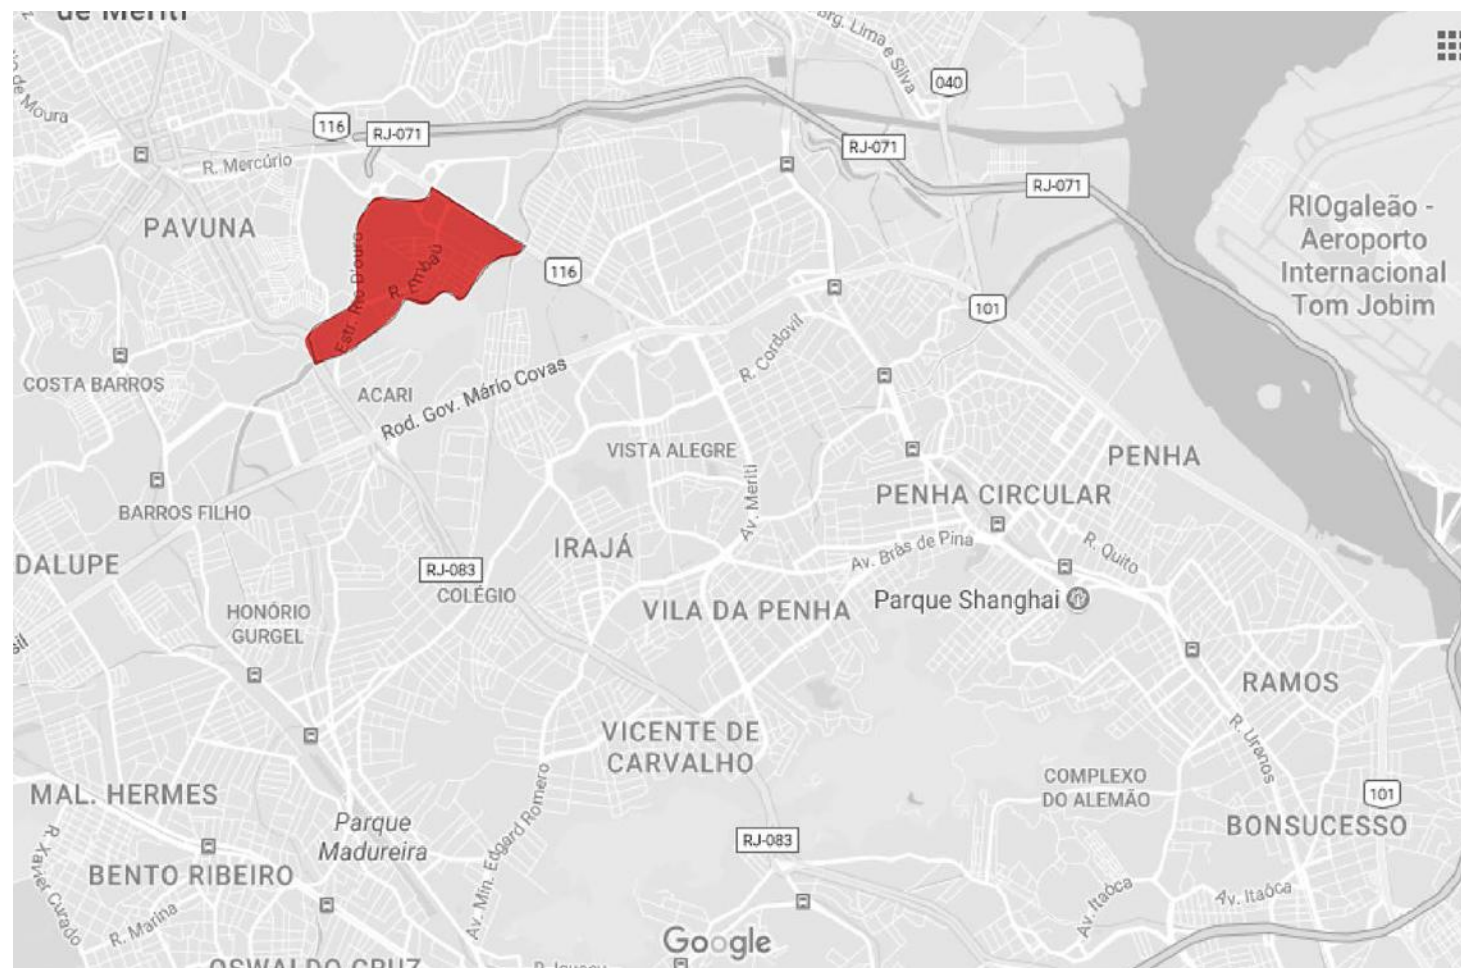 de Meriti
Brg. Lima e Silva
040
de Moura
116
RJ-071
RJ-071
R. Mercúrio
RJ-071
PAVUNA
RIOgaleão -
Aeroporto
Internacional
Tom Jobim
Estr. Rio D'ouro
R. Embaú
116
101
R. Cordovil
COSTA BARROS
ACARI
Rod. Gov. Mário Covas
VISTA ALEGRE
PENHA
Av. Meriti
PENHA CIRCULAR
BARROS FILHO
IRAJÁ
Av. Brás de Pina
R. Quito
DALUPE
RJ-083
COLÉGIO
VILA DA PENHA
Parque Shanghai
HONÓRIO
GURGEL
sil
RAMOS
VICENTE DE
CARVALHO
R. Uranos
COMPLEXO
DO ALEMÃO
101
MAL. HERMES
Parque
Madureira
Av. Min. Edgard Romero
RJ-083
BONSUCESSO
R. Xavier Curado
BENTO RIBEIRO
R. Marina
Av. Itaóca
Av. Itaóca
Google
OSWALDO CRUZ